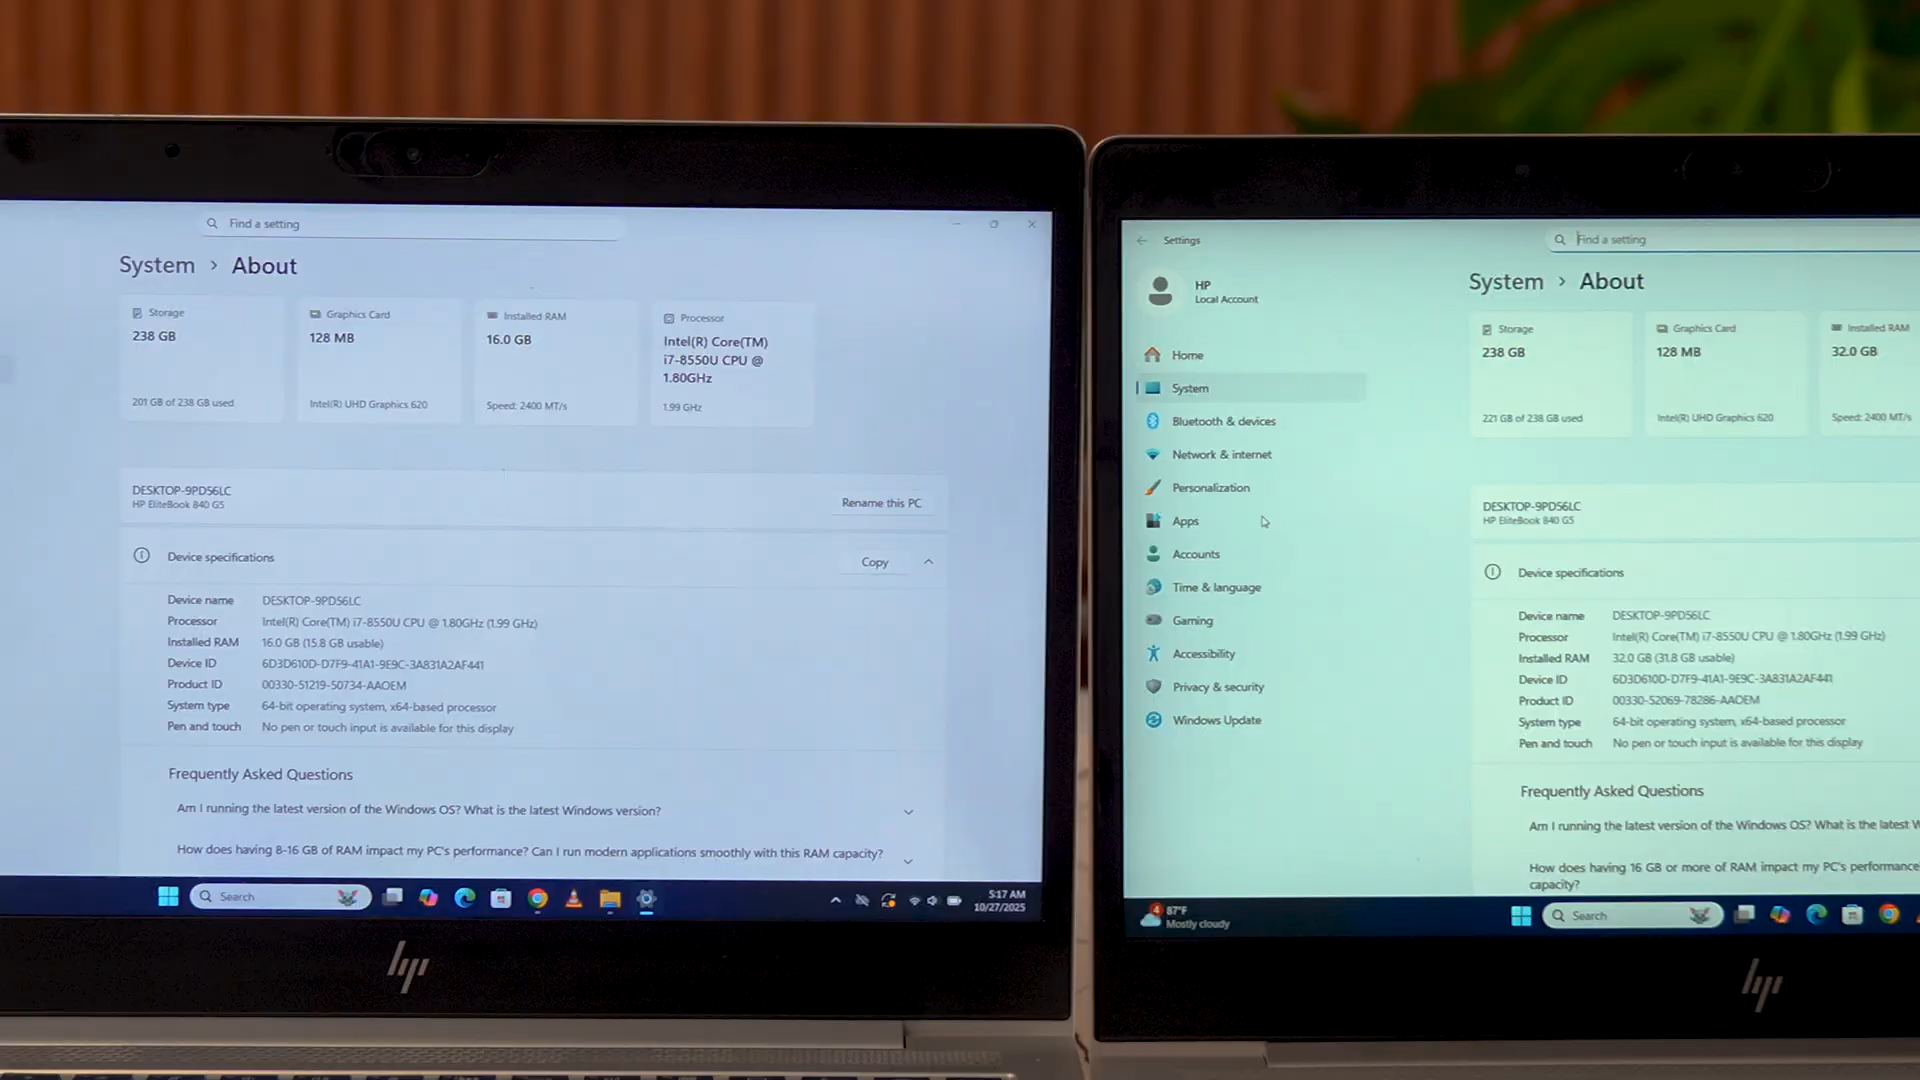 Find a setting
System > About
Storage
238 GB
201 GB of 238 GB used
Graphics Card
128 MB
Intel(R) UHD Graphics 620
Installed RAM
16.0 GB
Speed: 2400 MT/s
Processor
Intel(R) Core(TM)
i7-8550U CPU @
1.80GHz
1.99 GHz
DESKTOP-9PD56LC
HP EliteBook 840 G5
Rename this PC
Device specifications
Copy
Device name DESKTOP-9PD56LC
Processor Intel(R) Core(TM) i7-8550U CPU @ 1.80GHz (1.99 GHz)
Installed RAM 16.0 GB (15.8 GB usable)
Device ID 6D3D610D-D7F9-41A1-9E9C-3A831A2AF441
Product ID 00330-51219-50734-AAOEM
System type 64-bit operating system, x64-based processor
Pen and touch No pen or touch input is available for this display
Frequently Asked Questions
Am I running the latest version of the Windows OS? What is the latest Windows version?
How does having 8-16 GB of RAM impact my PC's performance? Can I run modern applications smoothly with this RAM capacity?
Search
5:17 AM
10/27/2025
hp
Settings
Find a setting
HP
Local Account
Home
System
Bluetooth & devices
Network & internet
Personalization
Apps
Accounts
Time & language
Gaming
Accessibility
Privacy & security
Windows Update
System > About
Storage
238 GB
221 GB of 238 GB used
Graphics Card
128 MB
Intel(R) UHD Graphics 620
Installed RAM
32.0 GB
Speed: 2400 MT/s
DESKTOP-9PD56LC
HP EliteBook 840 G5
Device specifications
Device name DESKTOP-9PD56LC
Processor Intel(R) Core(TM) i7-8550U CPU @ 1.80GHz (1.99 GHz)
Installed RAM 32.0 GB (31.8 GB usable)
Device ID 6D3D610D-D7F9-41A1-9E9C-3A831A2AF441
Product ID 00330-52069-78286-AAOEM
System type 64-bit operating system, x64-based processor
Pen and touch No pen or touch input is available for this display
Frequently Asked Questions
Am I running the latest version of the Windows OS? What is the latest W
How does having 16 GB or more of RAM impact my PC's performance
capacity?
4
87°F
Mostly cloudy
Search
hp